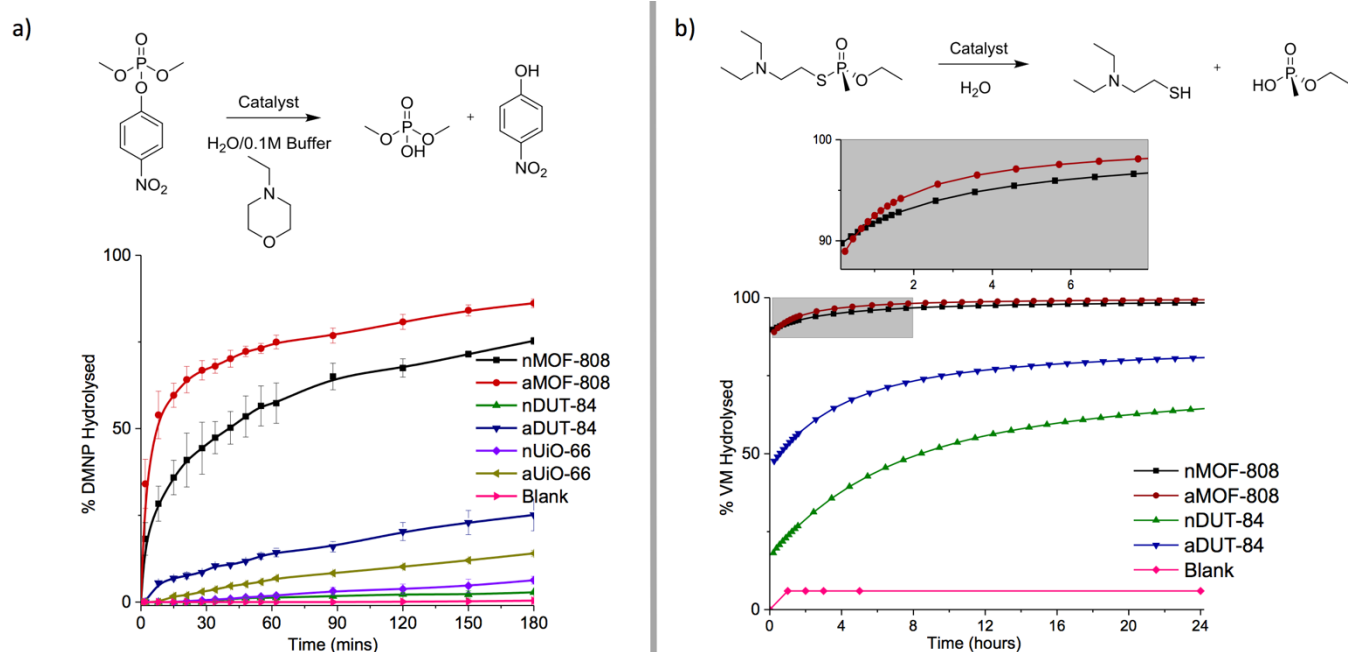 a)
O
P
O
O
O
NO₂
Catalyst
H₂O/0.1M Buffer
N
O
O
P
O
O
OH
+
OH
NO₂
100
50
0
% DMNP Hydrolysed
nMOF-808
aMOF-808
nDUT-84
aDUT-84
nUiO-66
aUiO-66
Blank
0 30 60 90 120 150 180
Time (mins)
b)
N
S
O
P
O
Catalyst
H₂O
N
SH
+
O
HO
P
O
100
90
2 4 6
100
50
0
% VM Hydrolysed
nMOF-808
aMOF-808
nDUT-84
aDUT-84
Blank
0 4 8 12 16 20 24
Time (hours)